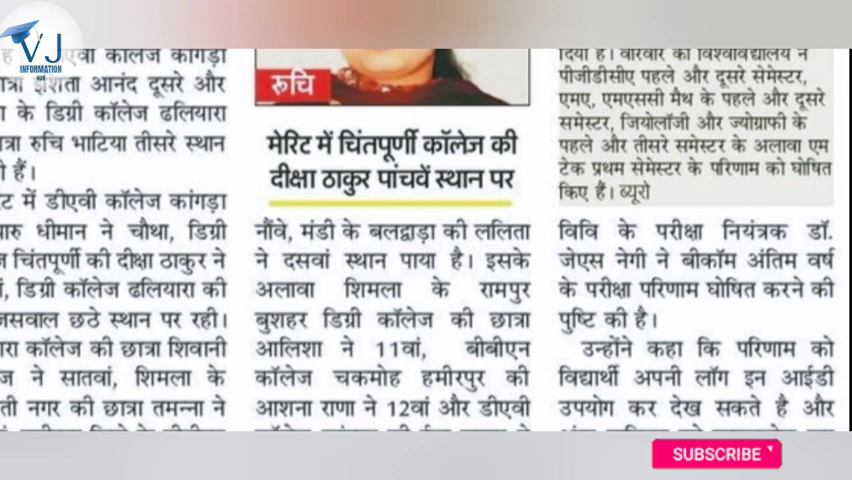 VJ
INFORMATION
HUB
कॉलेज कांगड़ा
आनंद दूसरे और
के डिग्री कॉलेज ढलियारा
रुचि भाटिया तीसरे स्थान
हैं।
में डीएवी कॉलेज कांगड़ा
धीमान ने चौथा, डिग्री
चिंतपूर्णी की दीक्षा ठाकुर ने
डिग्री कॉलेज ढलियारा की
छठे स्थान पर रही।
कॉलेज की छात्रा शिवानी
ने सातवां, शिमला के
नगर की छात्रा तमन्ना ने
रूचि
मेरिट में चिंतपूर्णी कॉलेज की
दीक्षा ठाकुर पांचवें स्थान पर
नौंवे, मंडी के बलद्वाड़ा की ललिता
ने दसवां स्थान पाया है। इसके
अलावा शिमला के रामपुर
बुशहर डिग्री कॉलेज की छात्रा
आलिशा ने 11वां, बीबीएन
कॉलेज चकमोह हमीरपुर की
आशना राणा ने 12वां और डीएवी
दिया है। वीरवार को विश्वविद्यालय ने
पीजीडीसीए पहले और दूसरे सेमेस्टर,
एमए, एमएससी मैथ के पहले और दूसरे
समेस्टर, जियोलॉजी और ज्योग्राफी के
पहले और तीसरे समेस्टर के अलावा एम
टेक प्रथम सेमेस्टर के परिणाम को घोषित
किए हैं। ब्यूरो
विवि के परीक्षा नियंत्रक डॉ.
जेएस नेगी ने बीकॉम अंतिम वर्ष
के परीक्षा परिणाम घोषित करने की
पुष्टि की है।
उन्होंने कहा कि परिणाम को
विद्यार्थी अपनी लॉग इन आईडी
उपयोग कर देख सकते है और
SUBSCRIBE